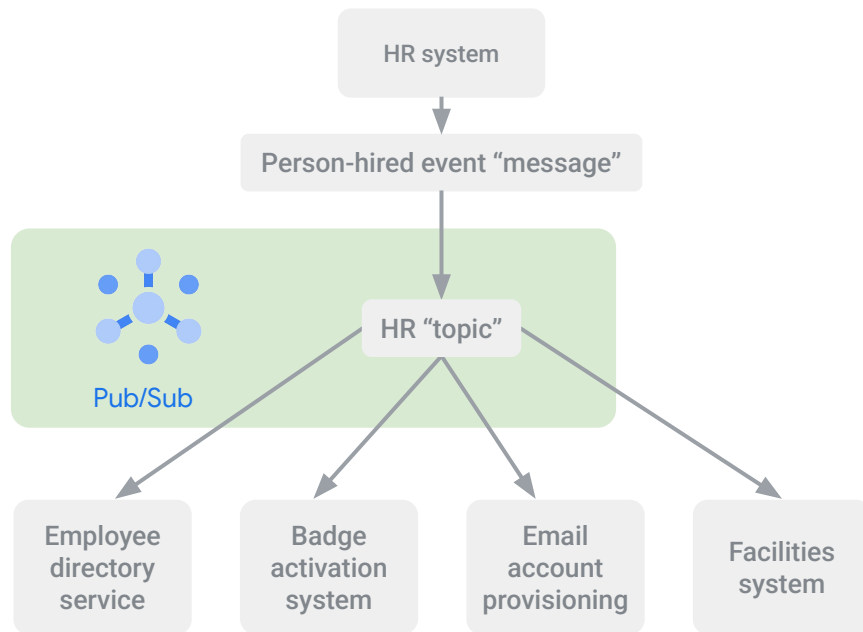 HR system
Person-hired event “message”
HR “topic”
Pub/Sub
Employee
directory
service
Badge
activation
system
Email
account
provisioning
Facilities
system